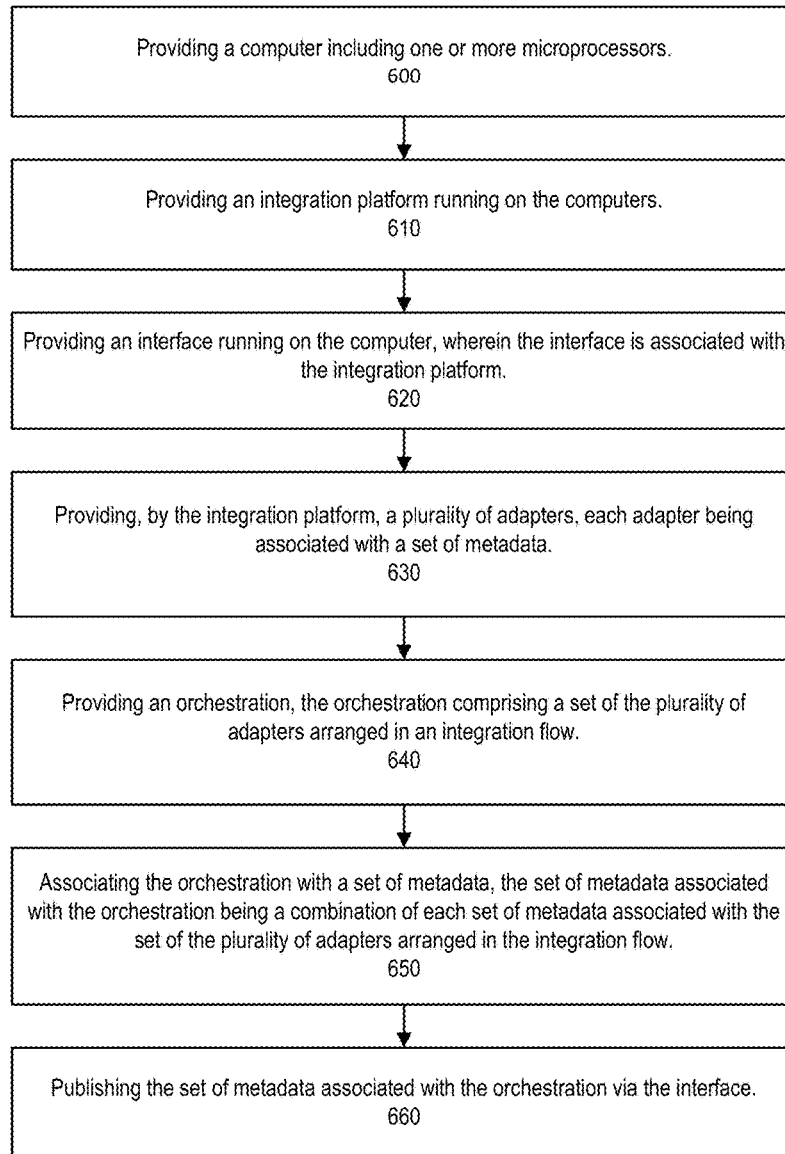 Providing a computer including one or more microprocessors.
600
Providing an integration platform running on the computers.
610
Providing an interface running on the computer, wherein the interface is associated with
the integration platform.
620
Providing, by the integration platform, a plurality of adapters, each adapter being
associated with a set of metadata.
630
Providing an orchestration, the orchestration comprising a set of the plurality of
adapters arranged in an integration flow.
640
Associating the orchestration with a set of metadata, the set of metadata associated
with the orchestration being a combination of each set of metadata associated with the
set of the plurality of adapters arranged in the integration flow.
650
Publishing the set of metadata associated with the orchestration via the interface.
660